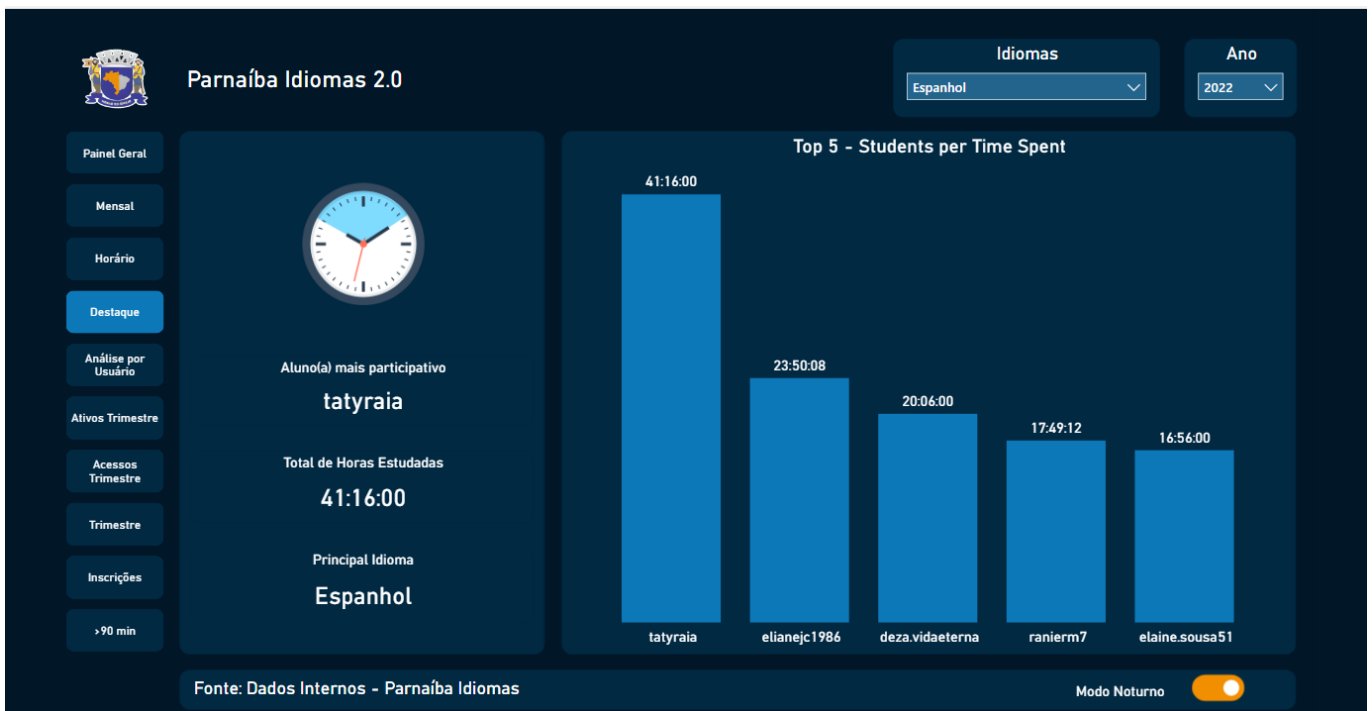 Parnaíba Idiomas 2.0
Idiomas
Espanhol
Ano
2022
Painel Geral
Mensal
Horário
Destaque
Análise por
Usuário
Ativos Trimestre
Acessos
Trimestre
Trimestre
Inscrições
>90 min
Aluno(a) mais participativo
tatyraia
Total de Horas Estudadas
41:16:00
Principal Idioma
Espanhol
Top 5 - Students per Time Spent
41:16:00
23:50:08
20:06:00
17:49:12
16:56:00
tatyraia
elianejc1986
deza.vidaeterna
ranierm7
elaine.sousa51
Fonte: Dados Internos - Parnaíba Idiomas
Modo Noturno